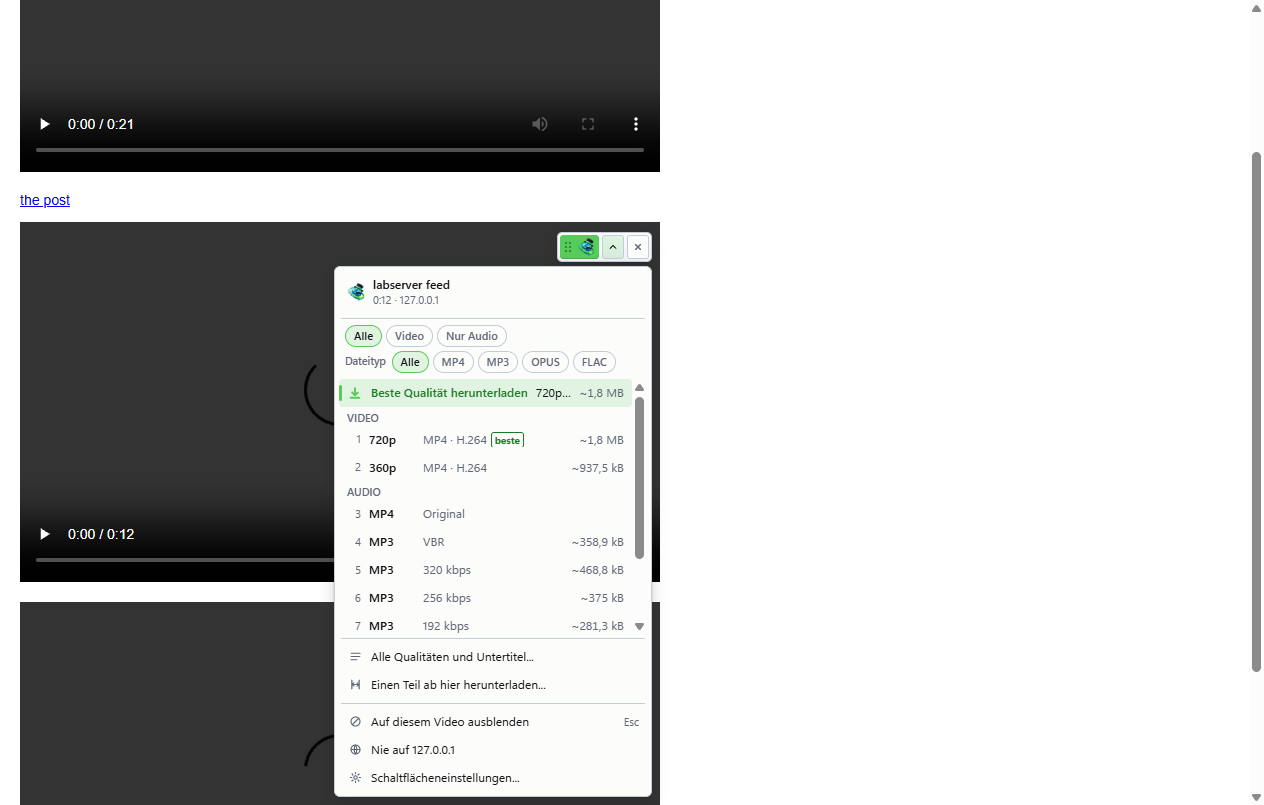 0:00 / 0:21
the post
labserver feed
0:12 · 127.0.0.1
Alle Video Nur Audio
Dateityp Alle MP4 MP3 OPUS FLAC
Beste Qualität herunterladen 720p... ~1,8 MB
VIDEO
1 720p MP4 · H.264 beste ~1,8 MB
2 360p MP4 · H.264 ~937,5 kB
AUDIO
3 MP4 Original
4 MP3 VBR ~358,9 kB
0:00 / 0:12
5 MP3 320 kbps ~468,8 kB
6 MP3 256 kbps ~375 kB
7 MP3 192 kbps ~281,3 kB
Alle Qualitäten und Untertitel...
Einen Teil ab hier herunterladen...
Auf diesem Video ausblenden Esc
Nie auf 127.0.0.1
Schaltflächeneinstellungen...